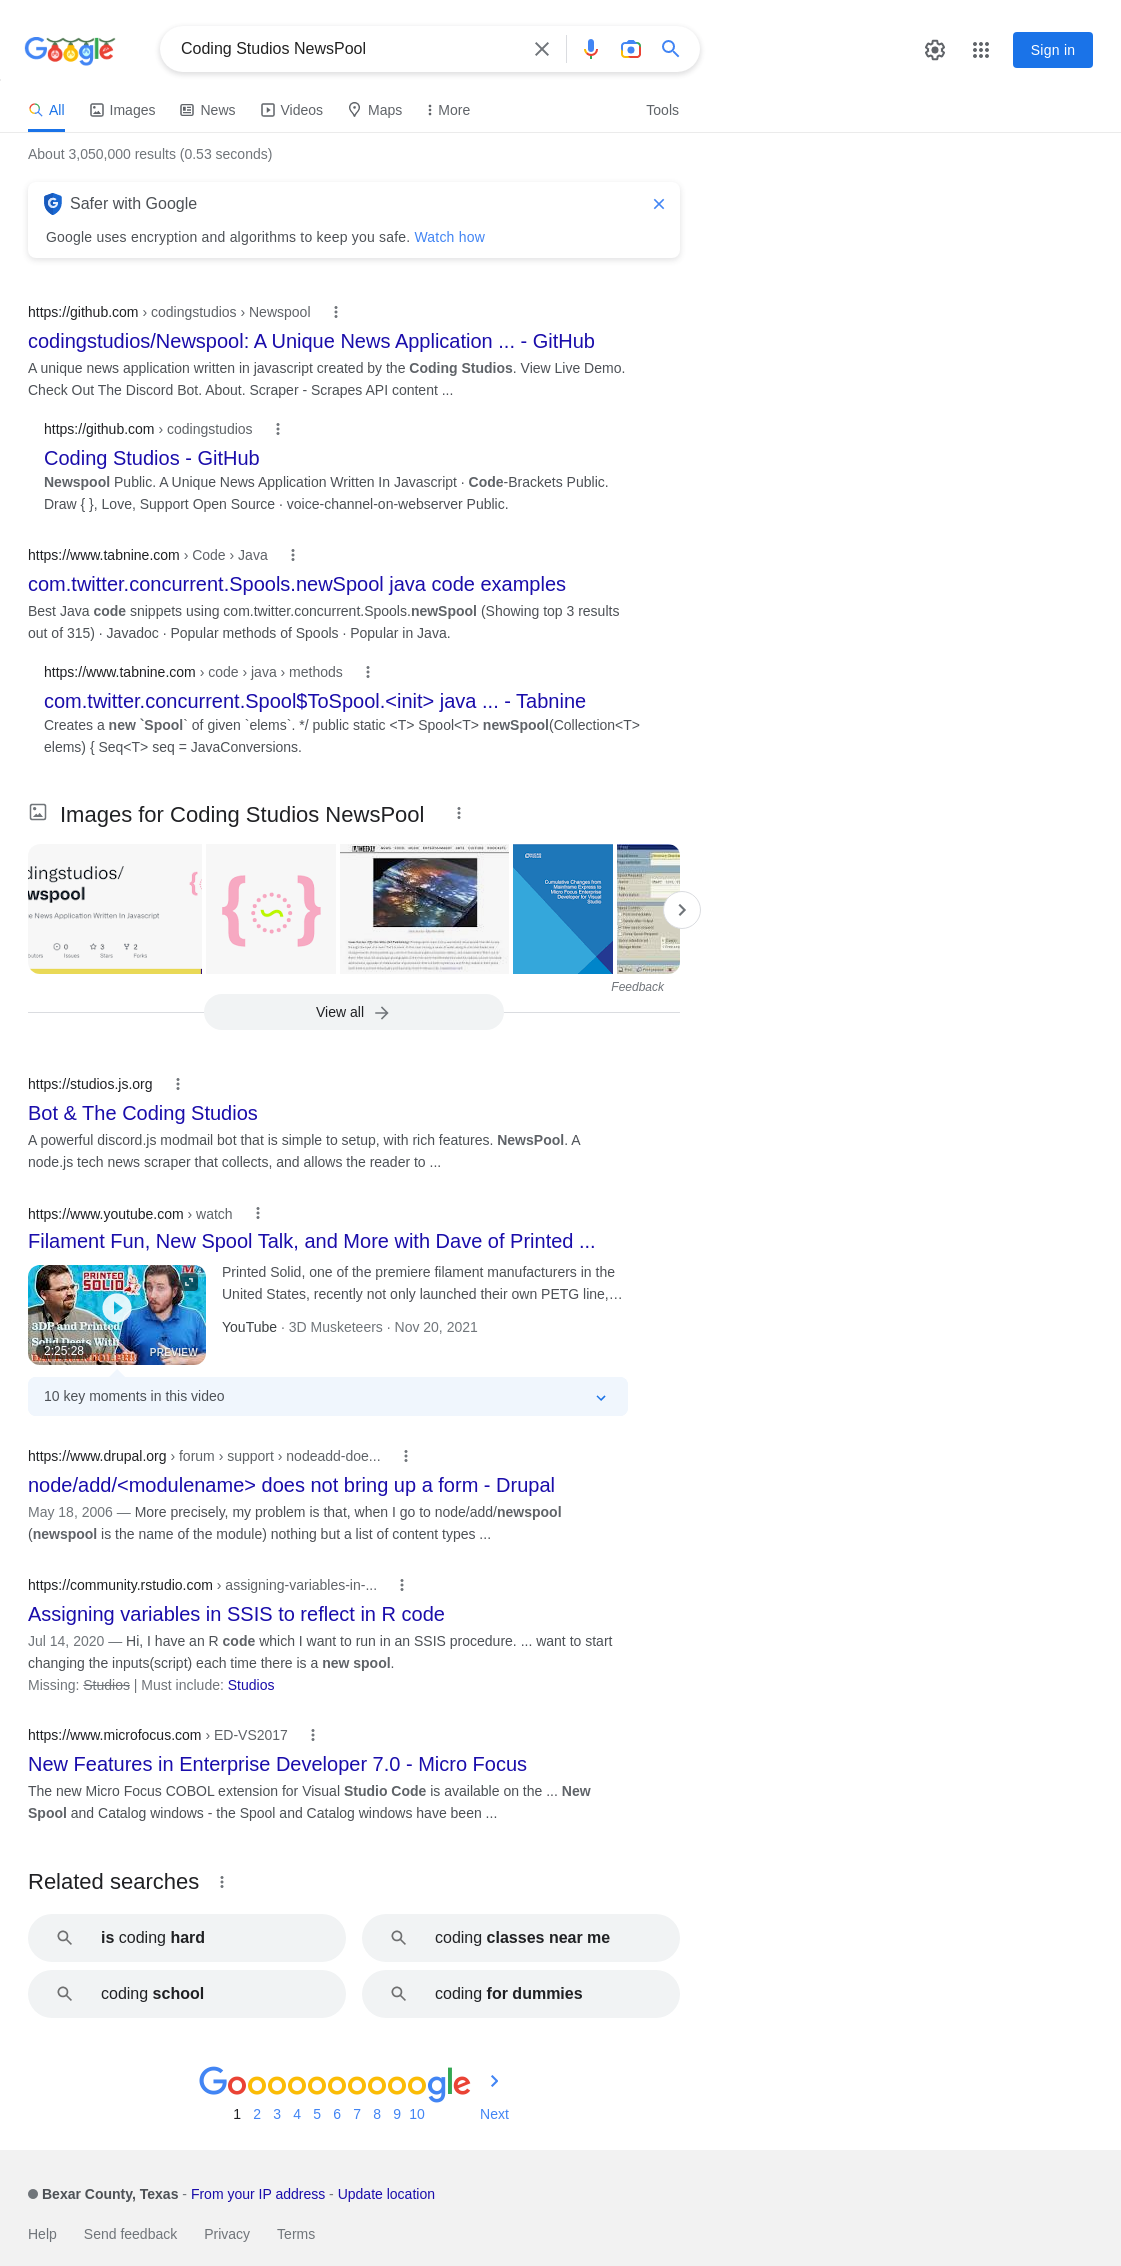 Google
Coding Studios NewsPool
Sign in
All
Images
News
Videos
Maps
More
Tools
About 3,050,000 results (0.53 seconds)
Safer with Google
Google uses encryption and algorithms to keep you safe. Watch how
https://github.com › codingstudios › Newspool
codingstudios/Newspool: A Unique News Application ... - GitHub
A unique news application written in javascript created by the Coding Studios. View Live Demo.
Check Out The Discord Bot. About. Scraper - Scrapes API content ...
https://github.com › codingstudios
Coding Studios - GitHub
Newspool Public. A Unique News Application Written In Javascript · Code-Brackets Public.
Draw { }, Love, Support Open Source · voice-channel-on-webserver Public.
https://www.tabnine.com › Code › Java
com.twitter.concurrent.Spools.newSpool java code examples
Best Java code snippets using com.twitter.concurrent.Spools.newSpool (Showing top 3 results
out of 315) · Javadoc · Popular methods of Spools · Popular in Java.
https://www.tabnine.com › code › java › methods
com.twitter.concurrent.Spool$ToSpool.<init> java ... - Tabnine
Creates a new `Spool` of given `elems`. */ public static <T> Spool<T> newSpool(Collection<T>
elems) { Seq<T> seq = JavaConversions.
Images for Coding Studios NewsPool
dingstudios/
wspool
e News Application Written In Javascript
0
3
2
utors
Issues
Stars
Forks
{ }
Cumulative Changes from
Mainframe Express to
Micro Focus Enterprise
Developer for Visual
Studio
Feedback
View all
https://studios.js.org
Bot & The Coding Studios
A powerful discord.js modmail bot that is simple to setup, with rich features. NewsPool. A
node.js tech news scraper that collects, and allows the reader to ...
https://www.youtube.com › watch
Filament Fun, New Spool Talk, and More with Dave of Printed ...
PRINTED
SOLID
3DP and Printed
Solid Deets With
2:25:28
PREVIEW
Printed Solid, one of the premiere filament manufacturers in the
United States, recently not only launched their own PETG line,…
YouTube · 3D Musketeers · Nov 20, 2021
10 key moments in this video
https://www.drupal.org › forum › support › nodeadd-doe...
node/add/<modulename> does not bring up a form - Drupal
May 18, 2006 — More precisely, my problem is that, when I go to node/add/newspool
(newspool is the name of the module) nothing but a list of content types ...
https://community.rstudio.com › assigning-variables-in-...
Assigning variables in SSIS to reflect in R code
Jul 14, 2020 — Hi, I have an R code which I want to run in an SSIS procedure. ... want to start
changing the inputs(script) each time there is a new spool.
Missing: Studios | Must include: Studios
https://www.microfocus.com › ED-VS2017
New Features in Enterprise Developer 7.0 - Micro Focus
The new Micro Focus COBOL extension for Visual Studio Code is available on the ... New
Spool and Catalog windows - the Spool and Catalog windows have been ...
Related searches
is coding hard
coding classes near me
coding school
coding for dummies
Goooooooooogle
1 2 3 4 5 6 7 8 9 10 Next
Bexar County, Texas - From your IP address - Update location
Help
Send feedback
Privacy
Terms